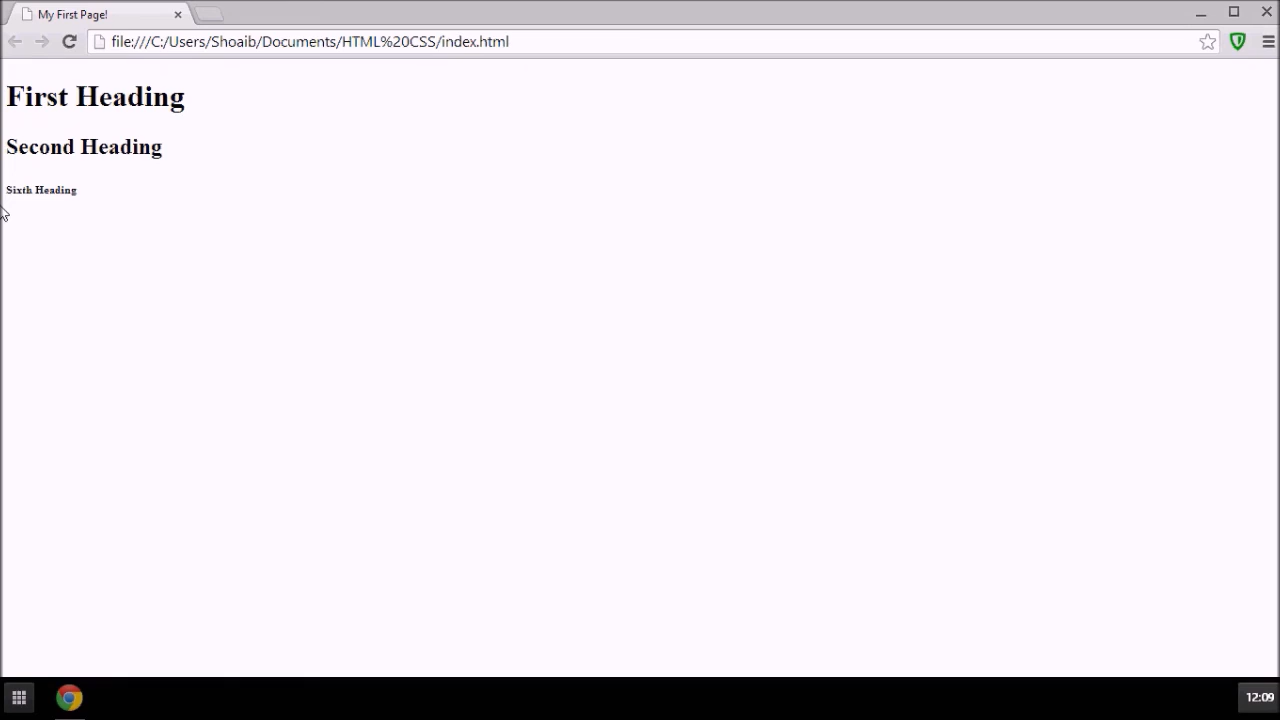 My First Page!
file:///C:/Users/Shoaib/Documents/HTML%20CSS/index.html
First Heading
Second Heading
Sixth Heading
12:09